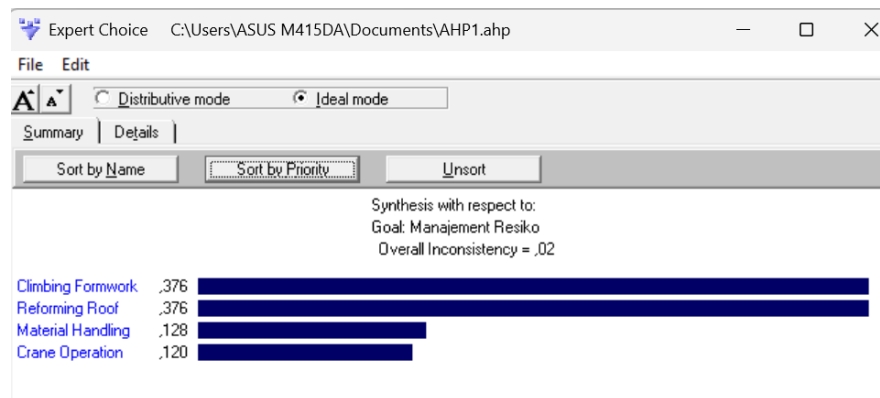 Expert Choice C:\Users\ASUS M415DA\Documents\AHP1.ahp
File Edit
A A Distributive mode Ideal mode
Summary Details
Sort by Name Sort by Priority Unsort
Synthesis with respect to:
Goal: Manajement Resiko
Overall Inconsistency = ,02
Climbing Formwork ,376
Reforming Roof ,376
Material Handling ,128
Crane Operation ,120